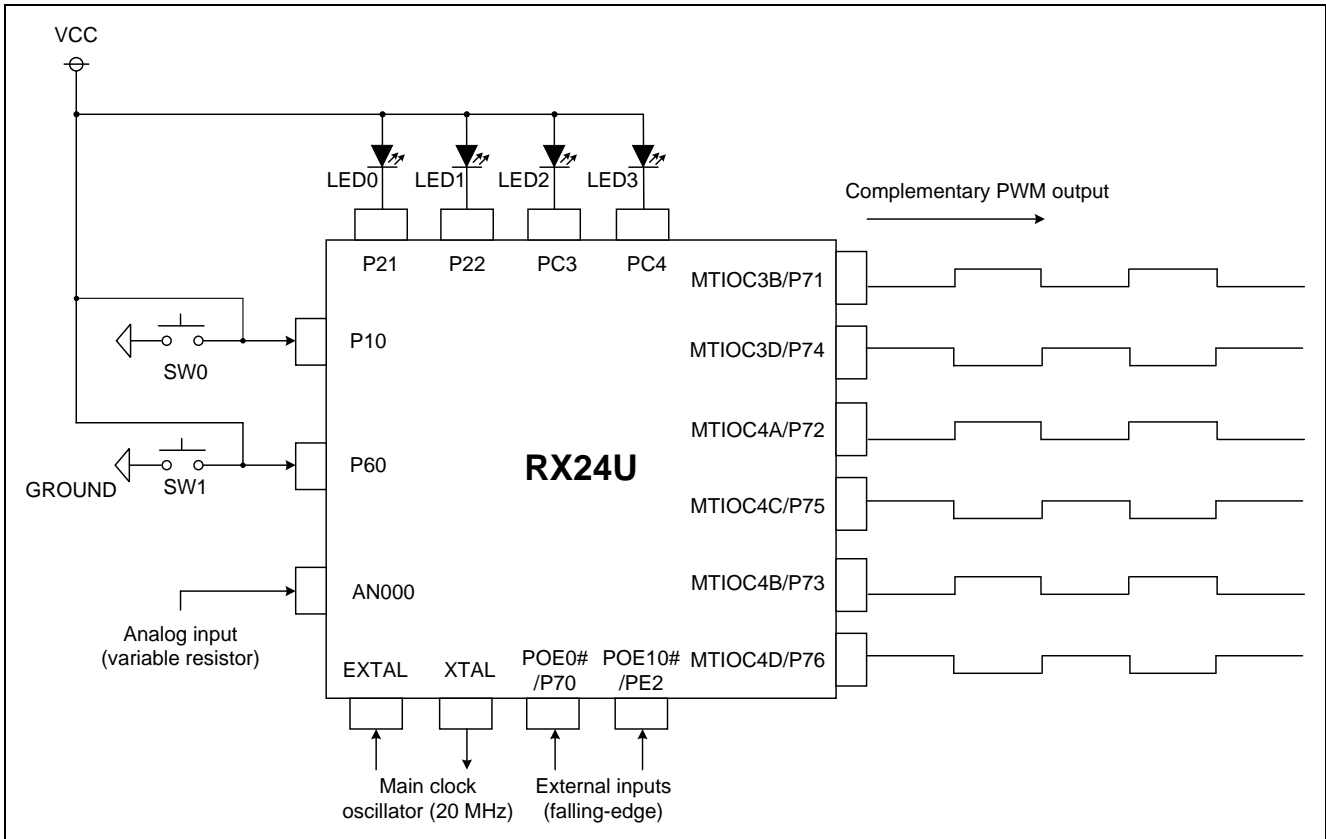 VCC
LED0
LED1
LED2
LED3
Complementary PWM output
P21
P22
PC3
PC4
MTIOC3B/P71
P10
SW0
MTIOC3D/P74
MTIOC4A/P72
P60
RX24U
GROUND
SW1
MTIOC4C/P75
AN000
MTIOC4B/P73
Analog input
(variable resistor)
EXTAL
XTAL
POE0#
/P70
POE10#
/PE2
MTIOC4D/P76
Main clock
oscillator (20 MHz)
External inputs
(falling-edge)